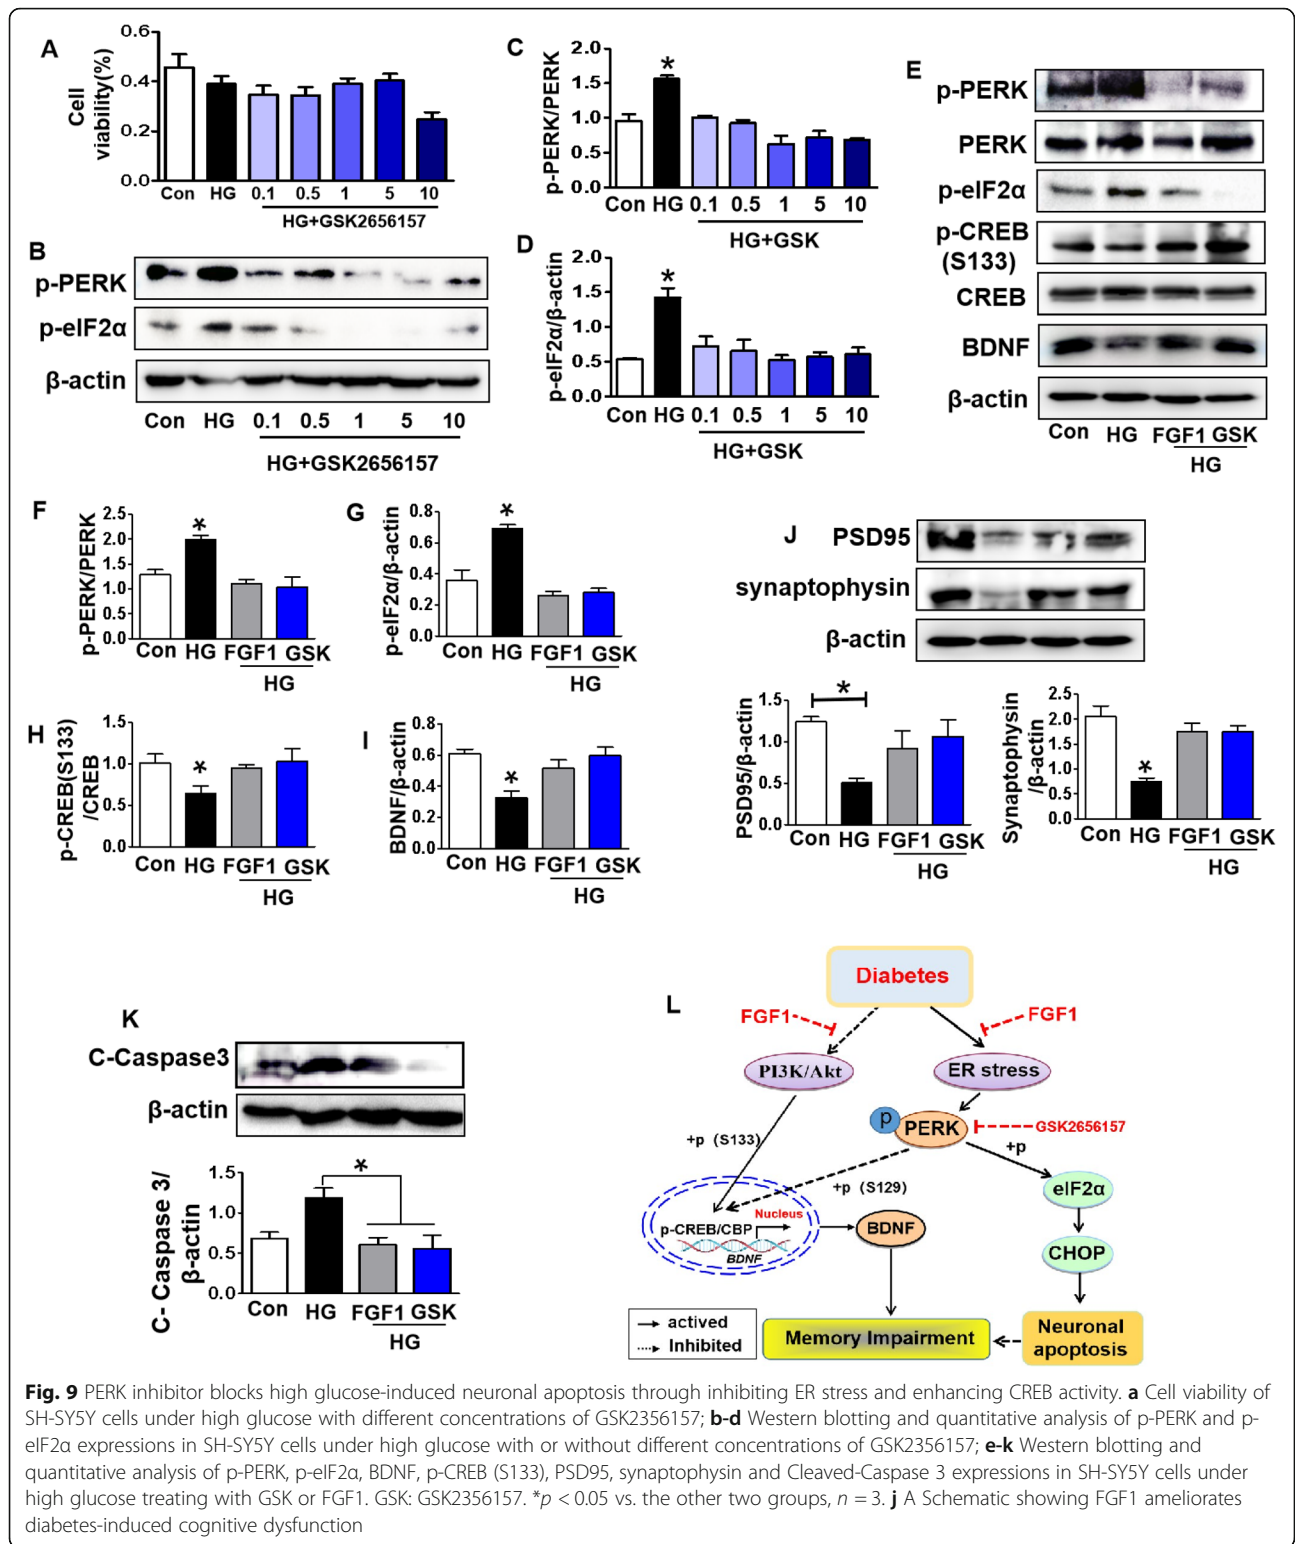 A
Cell
viability(%)
0.6
0.4
0.2
0.0
Con HG 0.1 0.5 1 5 10
HG+GSK2656157
B
p-PERK
p-eIF2α
β-actin
Con HG 0.1 0.5 1 5 10
HG+GSK2656157
C
p-PERK/PERK
2.0
1.5
1.0
0.5
0.0
*
Con HG 0.1 0.5 1 5 10
HG+GSK
D
p-eIF2α/β-actin
2.0
1.5
1.0
0.5
0.0
*
Con HG 0.1 0.5 1 5 10
HG+GSK
E
p-PERK
PERK
p-eIF2α
p-CREB
(S133)
CREB
BDNF
β-actin
Con HG FGF1 GSK
HG
F
p-PERK/PERK
2.5
2.0
1.5
1.0
0.5
0.0
*
Con HG FGF1 GSK
HG
G
p-eIF2α/β-actin
0.8
0.6
0.4
0.2
0.0
*
Con HG FGF1 GSK
HG
H
p-CREB(S133)
/CREB
1.5
1.0
0.5
0.0
*
Con HG FGF1 GSK
HG
I
BDNF/β-actin
0.8
0.6
0.4
0.2
0.0
*
Con HG FGF1 GSK
HG
J
PSD95
synaptophysin
β-actin
PSD95/β-actin
1.5
1.0
0.5
0.0
*
Con HG FGF1 GSK
HG
Synaptophysin
/β-actin
2.5
2.0
1.5
1.0
0.5
0.0
*
Con HG FGF1 GSK
HG
K
C-Caspase3
β-actin
C- Caspase 3/
β-actin
1.5
1.0
0.5
0.0
*
Con HG FGF1 GSK
HG
L
Diabetes
FGF1
FGF1
PI3K/Akt
ER stress
p
PERK
GSK2656157
+p (S133)
+p
+p (S129)
eIF2α
Nucleus
p-CREB/CBP
BDNF
BDNF
CHOP
actived
Inhibited
Memory Impairment
Neuronal
apoptosis
Fig. 9 PERK inhibitor blocks high glucose-induced neuronal apoptosis through inhibiting ER stress and enhancing CREB activity. a Cell viability of
SH-SY5Y cells under high glucose with different concentrations of GSK2356157; b-d Western blotting and quantitative analysis of p-PERK and p-
eIF2α expressions in SH-SY5Y cells under high glucose with or without different concentrations of GSK2356157; e-k Western blotting and
quantitative analysis of p-PERK, p-eIF2α, BDNF, p-CREB (S133), PSD95, synaptophysin and Cleaved-Caspase 3 expressions in SH-SY5Y cells under
high glucose treating with GSK or FGF1. GSK: GSK2356157. *p < 0.05 vs. the other two groups, n = 3. j A Schematic showing FGF1 ameliorates
diabetes-induced cognitive dysfunction